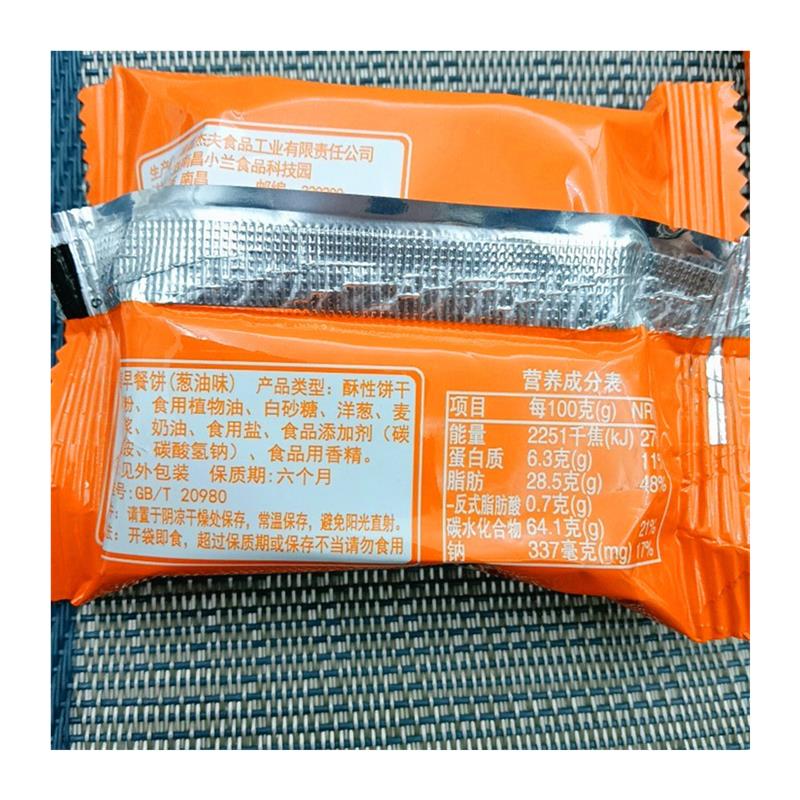 生产
杰夫食品工业有限责任公司
南昌小兰食品科技园
南昌 邮编
早餐饼(葱油味) 产品类型：酥性饼干
粉、食用植物油、白砂糖、洋葱、麦
浆、奶油、食用盐、食品添加剂（碳
铵、碳酸氢钠）、食品用香精。
见外包装 保质期:六个月
号:GB/T 20980
：请置于阴凉干燥处保存，常温保存，避免阳光直射。
：开袋即食，超过保质期或保存不当请勿食用
营养成分表
项目 每100克(g) NR
能量 2251千焦(kJ) 27
蛋白质 6.3克(g) 11%
脂肪 28.5克(g) 48%
-反式脂肪酸 0.7克(g)
碳水化合物 64.1克(g) 21%
钠 337毫克(mg) 17%